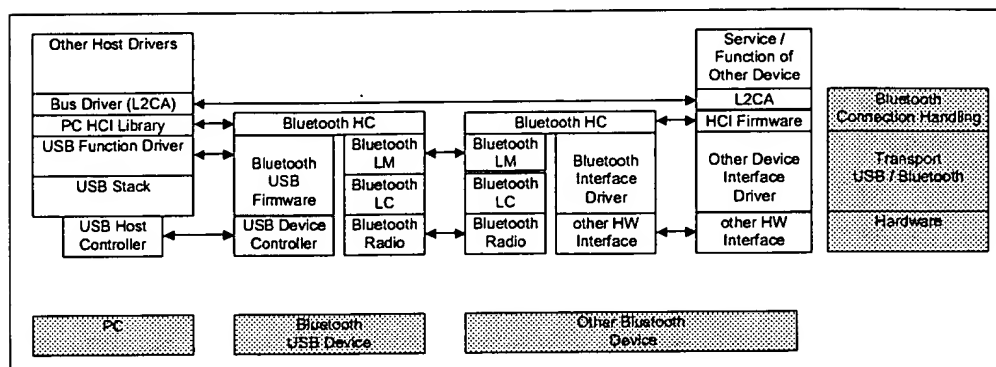 Other Host Drivers
Bus Driver (L2CA)
PC HCI Library
USB Function Driver
USB Stack
USB Host
Controller
Bluetooth HC
Bluetooth
USB
Firmware
USB Device
Controller
Bluetooth
LM
Bluetooth
LC
Bluetooth
Radio
Bluetooth HC
Bluetooth
LM
Bluetooth
LC
Bluetooth
Radio
Bluetooth
Interface
Driver
other HW
Interface
Service /
Function of
Other Device
L2CA
HCI Firmware
Other Device
Interface
Driver
other HW
Interface
Bluetooth
Connection Handling
Transport
USB / Bluetooth
Hardware
PC
Bluetooth
USB Device
Other Bluetooth
Device